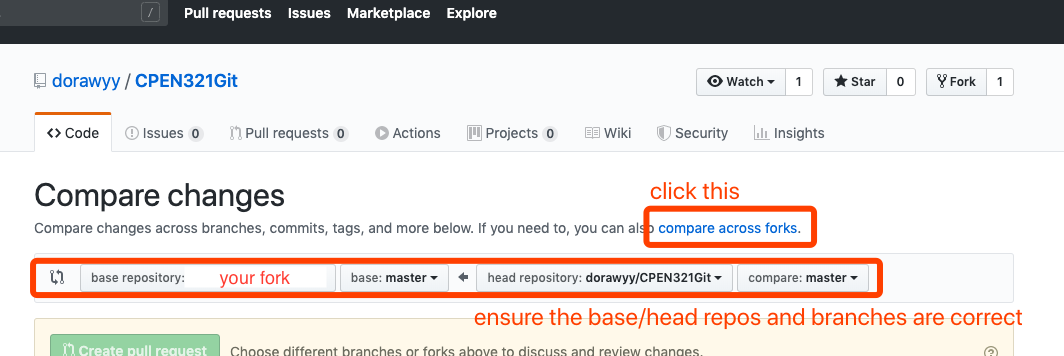 / Pull requests Issues Marketplace Explore
dorawyy / CPEN321Git Watch 1 Star 0 Fork 1
Code Issues 0 Pull requests 0 Actions Projects 0 Wiki Security Insights
click this
Compare changes
Compare changes across branches, commits, tags, and more below. If you need to, you can also compare across forks.
base repository: your fork base: master head repository: dorawyy/CPEN321Git compare: master
ensure the base/head repos and branches are correct
Create pull request Choose different branches or forks above to discuss and review changes. ?